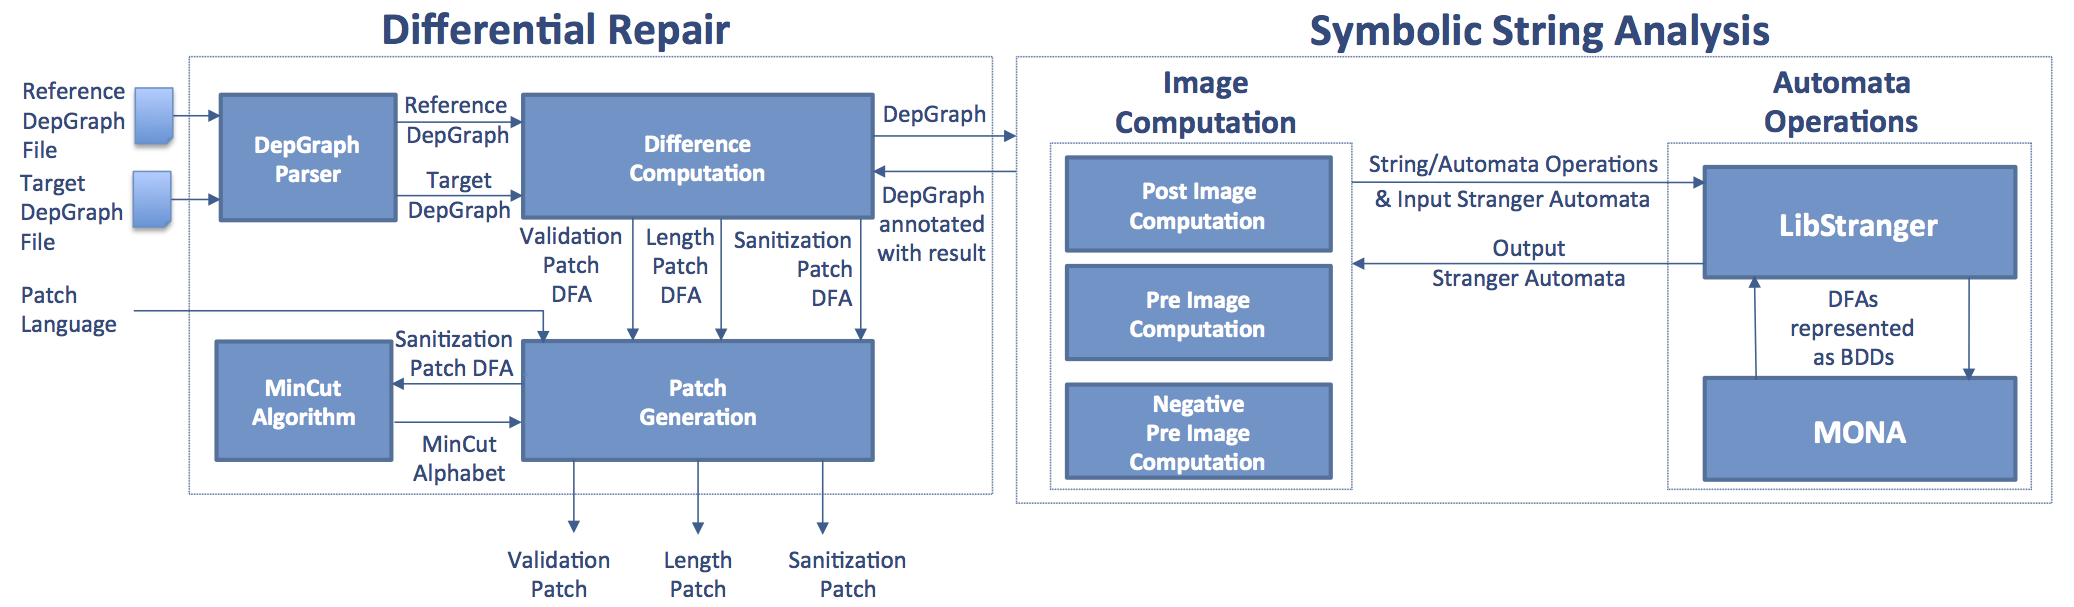 Differential Repair
Symbolic String Analysis
Reference
DepGraph
File
Target
DepGraph
File
Patch
Language
DepGraph
Parser
Reference
DepGraph
Target
DepGraph
Difference
Computation
DepGraph
DepGraph
annotated
with result
Validation
Patch
DFA
Length
Patch
DFA
Sanitization
Patch
DFA
MinCut
Algorithm
Sanitization
Patch DFA
MinCut
Alphabet
Patch
Generation
Validation
Patch
Length
Patch
Sanitization
Patch
Image
Computation
Post Image
Computation
Pre Image
Computation
Negative
Pre Image
Computation
String/Automata Operations
& Input Stranger Automata
Output
Stranger Automata
Automata
Operations
LibStranger
DFAs
represented
as BDDs
MONA